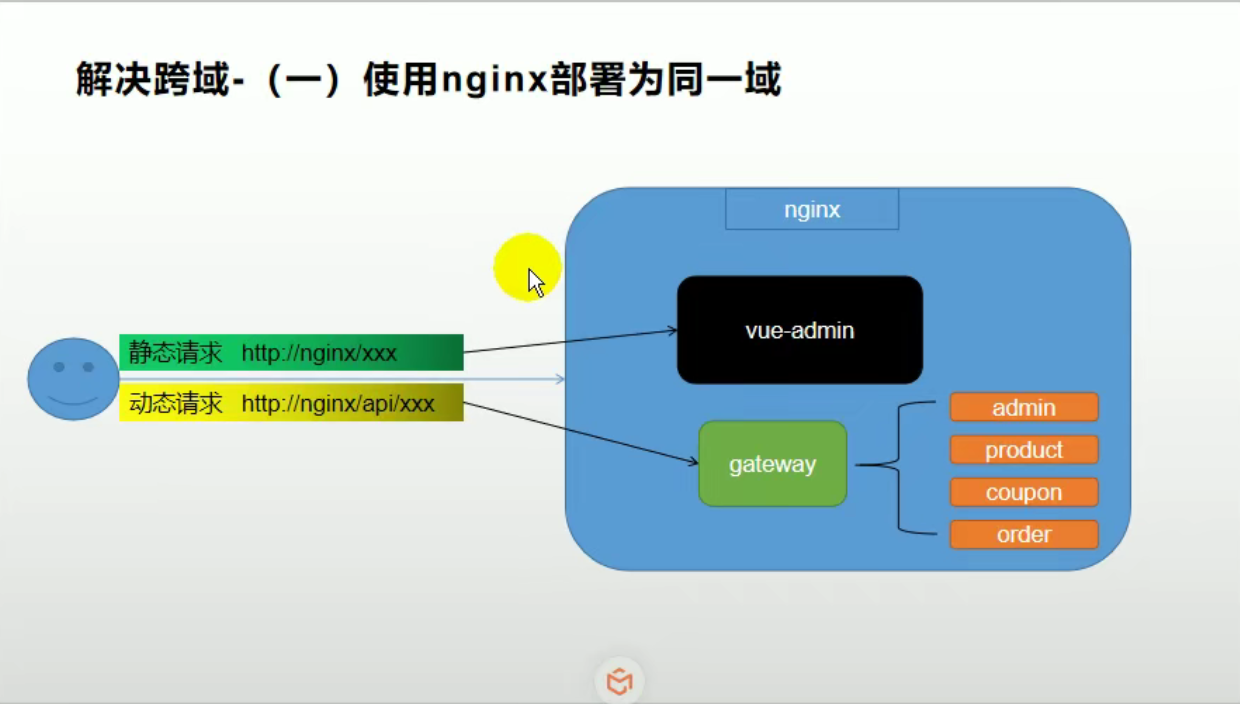 解决跨域-（一）使用nginx部署为同一域
nginx
vue-admin
静态请求 http://nginx/xxx
动态请求 http://nginx/api/xxx
gateway
admin
product
coupon
order